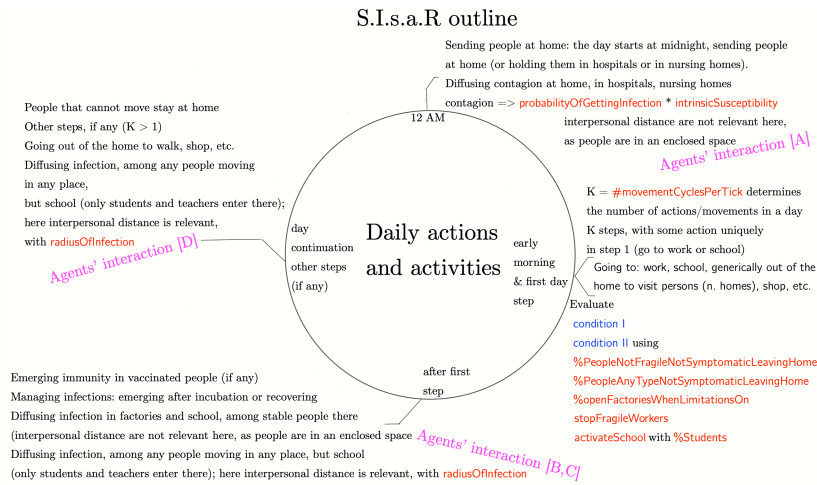 S.I.s.a.R outline
Sending people at home: the day starts at midnight, sending people
at home (or holding them in hospitals or in nursing homes).
Diffusing contagion at home, in hospitals, nursing homes
contagion => probabilityOfGettingInfection * intrinsicSusceptibility
interpersonal distance are not relevant here,
as people are in an enclosed space
Agents' interaction [A]
12 AM
K = #movementCyclesPerTick determines
the number of actions/movements in a day
K steps, with some action uniquely
in step 1 (go to work or school)
Going to: work, school, generically out of the
home to visit persons (n. homes), shop, etc.
early
morning
& first day
step
Evaluate
condition I
condition II using
%PeopleNotFragileNotSymptomaticLeavingHome
%PeopleAnyTypeNotSymptomaticLeavingHome
%openFactoriesWhenLimitationsOn
stopFragileWorkers
activateSchool with %Students
Daily actions
and activities
after first
step
Emerging immunity in vaccinated people (if any)
Managing infections: emerging after incubation or recovering
Diffusing infection in factories and school, among stable people there
(interpersonal distance are not relevant here, as people are in an enclosed space
Diffusing infection, among any people moving in any place, but school
(only students and teachers enter there); here interpersonal distance is relevant, with radiusOfInfection
Agents' interaction [B,C]
day
continuation
other steps
(if any)
People that cannot move stay at home
Other steps, if any (K > 1)
Going out of the home to walk, shop, etc.
Diffusing infection, among any people moving
in any place,
but school (only students and teachers enter there);
here interpersonal distance is relevant,
with radiusOfInfection
Agents' interaction [D]